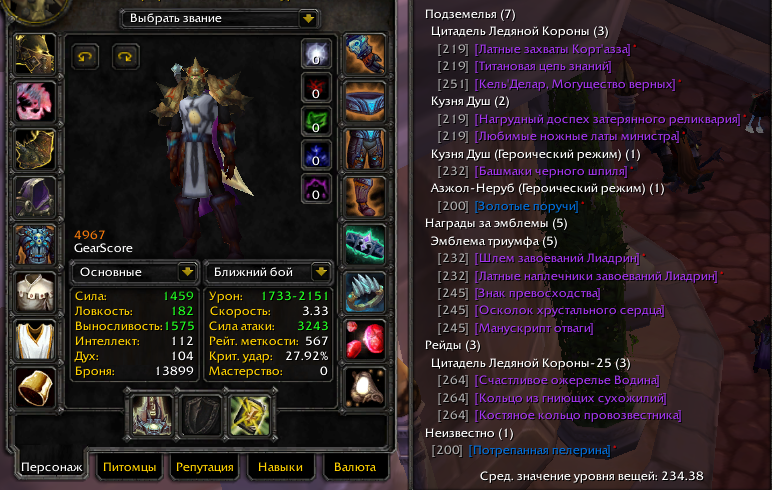 Выбрать звание
0
0
0
0
0
4967
GearScore
Основные
Ближний бой
Сила: 1459
Ловкость: 182
Выносливость: 1575
Интеллект: 112
Дух: 104
Броня: 13899
Урон: 1733-2151
Скорость: 3.33
Сила атаки: 3243
Рейт. меткости: 567
Крит. удар: 27.92%
Мастерство: 0
Персонаж
Питомцы
Репутация
Навыки
Валюта
Подземелья (7)
Цитадель Ледяной Короны (3)
[219] [Латные захваты Корт'азза]*
[219] [Титановая цепь знаний]
[251] [Кель'Делар, Могущество верных]*
Кузня Душ (2)
[219] [Нагрудный доспех затерянного реликвария]*
[219] [Любимые ножные латы министра]*
Кузня Душ (Героический режим) (1)
[232] [Башмаки черного шпиля]*
Азжол-Неруб (Героический режим) (1)
[200] [Золотые поручи]*
Награды за эмблемы (5)
Эмблема триумфа (5)
[232] [Шлем завоеваний Лиадрин]*
[232] [Латные наплечники завоеваний Лиадрин]*
[245] [Знак превосходства]
[245] [Осколок хрустального сердца]
[245] [Манускрипт отваги]
Рейды (3)
Цитадель Ледяной Короны-25 (3)
[264] [Счастливое ожерелье Водина]
[264] [Кольцо из гниющих сухожилий]
[264] [Костяное кольцо провозвестника]
Неизвестно (1)
[200] [Потрепанная пелерина]*
Сред. значение уровня вещей: 234.38